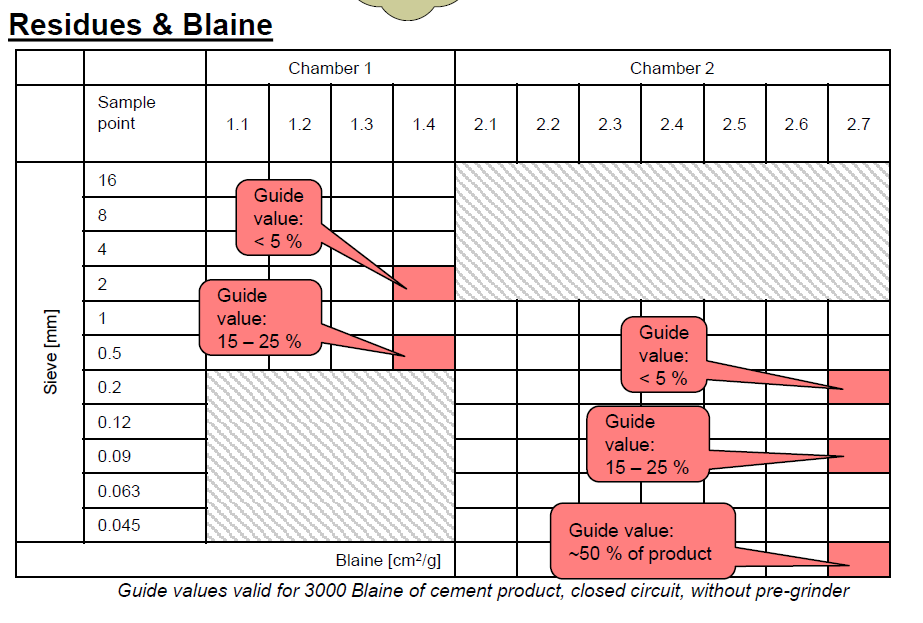 Residues & Blaine
Chamber 1
Chamber 2
Sample
point
1.1
1.2
1.3
1.4
2.1
2.2
2.3
2.4
2.5
2.6
2.7
Sieve [mm]
16
8
4
2
1
0.5
0.2
0.12
0.09
0.063
0.045
Guide
value:
< 5 %
Guide
value:
15 – 25 %
Guide
value:
< 5 %
Guide
value:
15 – 25 %
Guide value:
~50 % of product
Blaine [cm²/g]
Guide values valid for 3000 Blaine of cement product, closed circuit, without pre-grinder